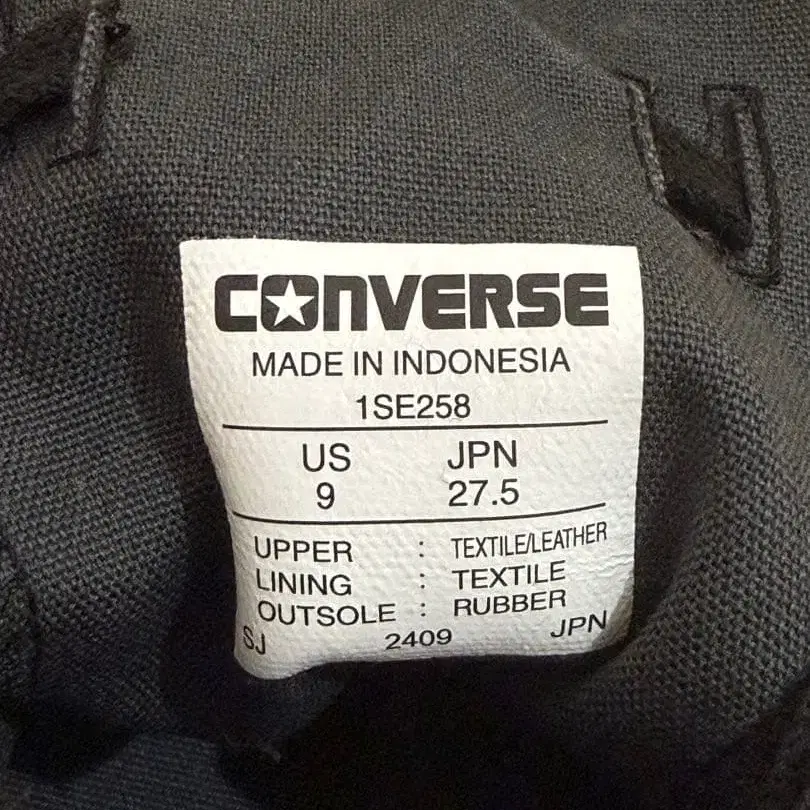 CONVERSE
MADE IN INDONESIA
1SE258
US JPN
9 27.5
UPPER : TEXTILE/LEATHER
LINING : TEXTILE
OUTSOLE : RUBBER
SJ 2409 JPN